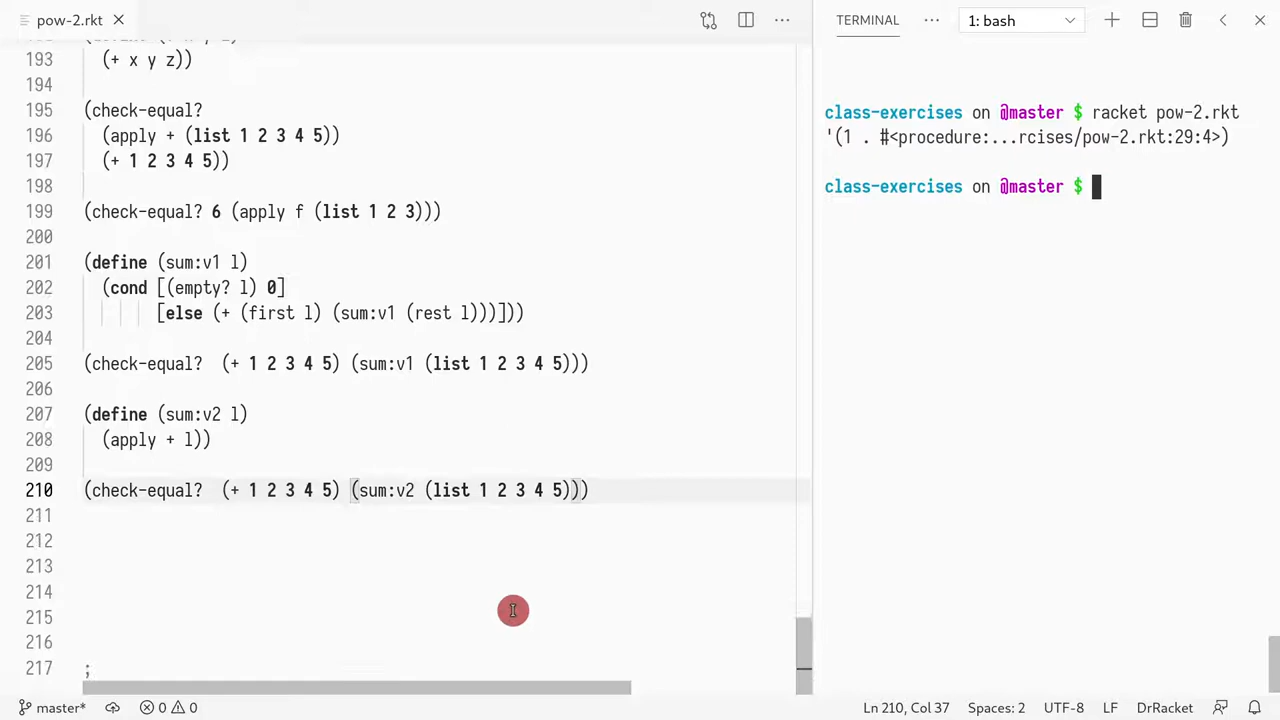 pow-2.rkt
TERMINAL
1: bash
193 (+ x y z))
194
195 (check-equal?
196 (apply + (list 1 2 3 4 5))
197 (+ 1 2 3 4 5))
198
199 (check-equal? 6 (apply f (list 1 2 3)))
200
201 (define (sum:v1 l)
202 (cond [(empty? l) 0]
203 [else (+ (first l) (sum:v1 (rest l)))]))
204
205 (check-equal?  (+ 1 2 3 4 5) (sum:v1 (list 1 2 3 4 5)))
206
207 (define (sum:v2 l)
208 (apply + l))
209
210 (check-equal?  (+ 1 2 3 4 5) (sum:v2 (list 1 2 3 4 5)))
211
212
213
214
215
216
217 ;
class-exercises on @master $ racket pow-2.rkt
'(1 . #<procedure:...rcises/pow-2.rkt:29:4>)
class-exercises on @master $
master* 0 0 Ln 210, Col 37 Spaces: 2 UTF-8 LF DrRacket